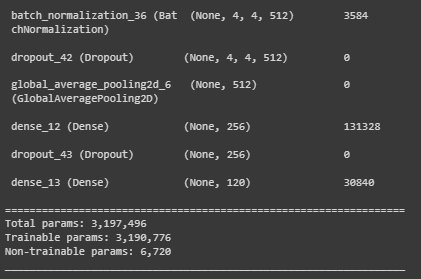 batch_normalization_36 (Bat (None, 4, 4, 512) 3584
chNormalization)
dropout_42 (Dropout) (None, 4, 4, 512) 0
global_average_pooling2d_6 (None, 512) 0
(GlobalAveragePooling2D)
dense_12 (Dense) (None, 256) 131328
dropout_43 (Dropout) (None, 256) 0
dense_13 (Dense) (None, 120) 30840
=================================================================
Total params: 3,197,496
Trainable params: 3,190,776
Non-trainable params: 6,720
_________________________________________________________________